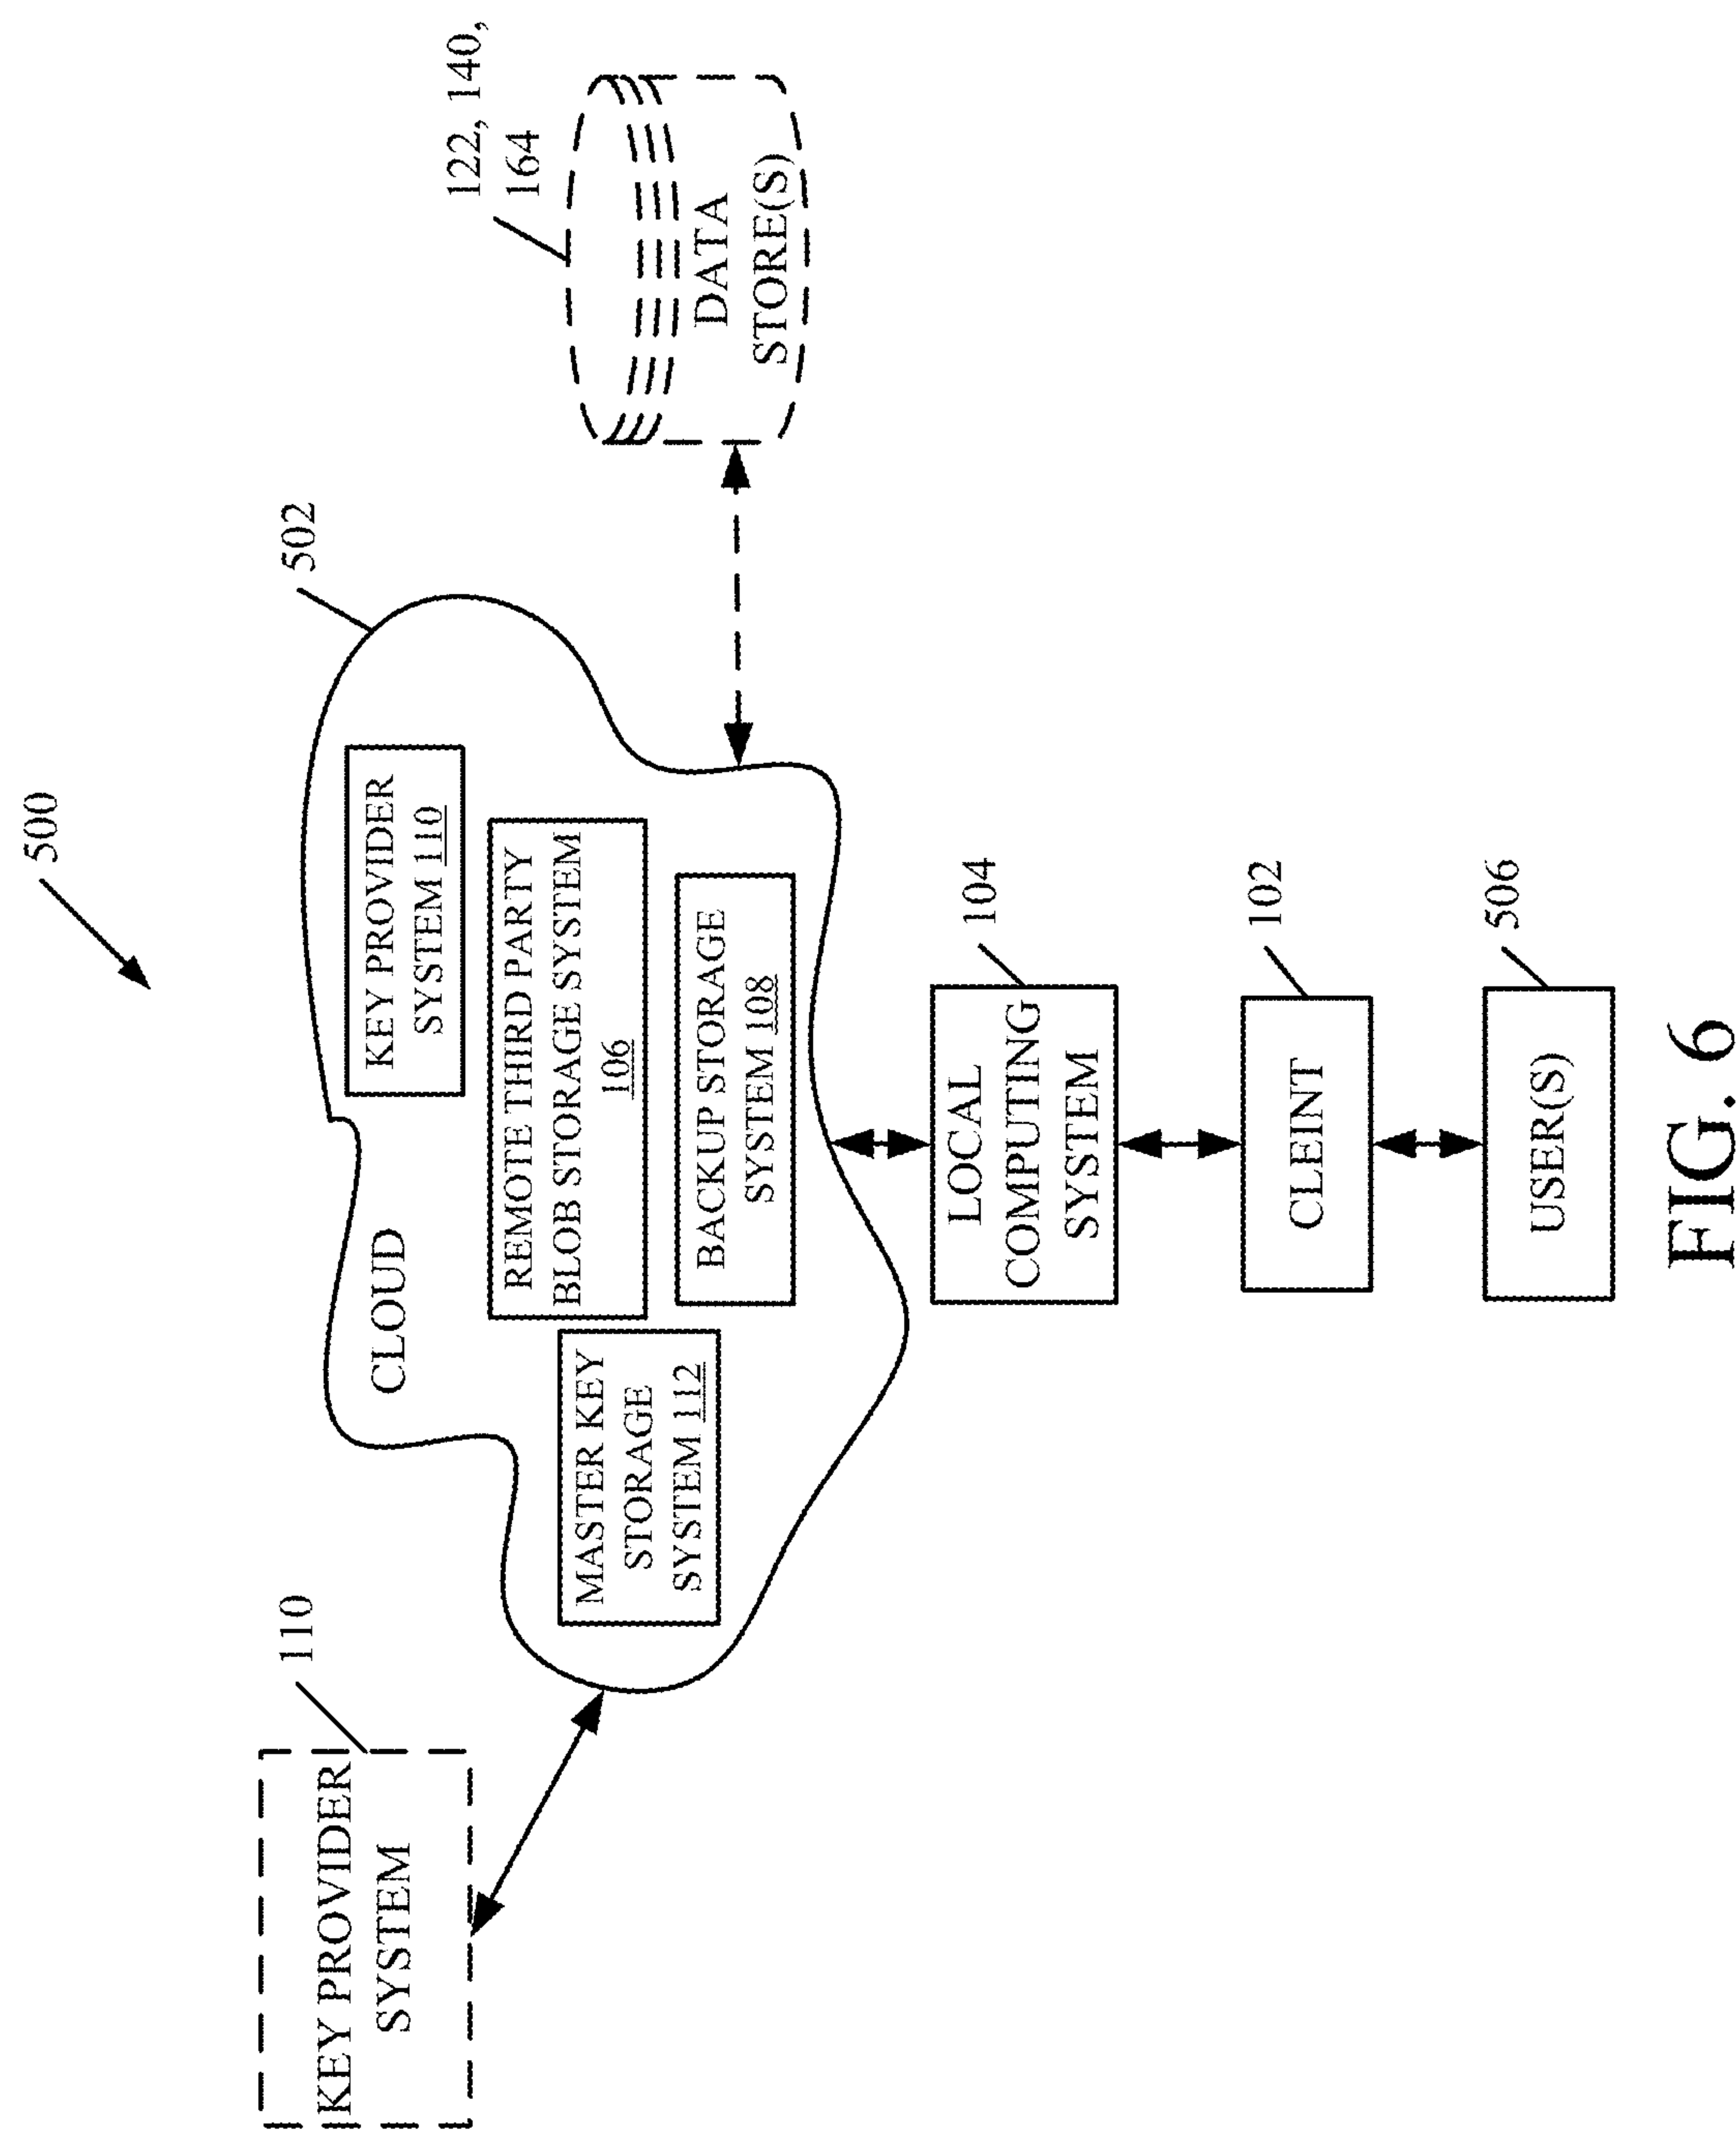 500
502
110
KEY PROVIDER
SYSTEM
CLOUD
KEY PROVIDER
SYSTEM 110
REMOTE THIRD PARTY
BLOB STORAGE SYSTEM
106
MASTER KEY
STORAGE
SYSTEM 112
BACKUP STORAGE
SYSTEM 108
122, 140,
164
DATA
STORE(S)
LOCAL
COMPUTING
SYSTEM
104
CLEINT
102
USER(S)
506
FIG. 6